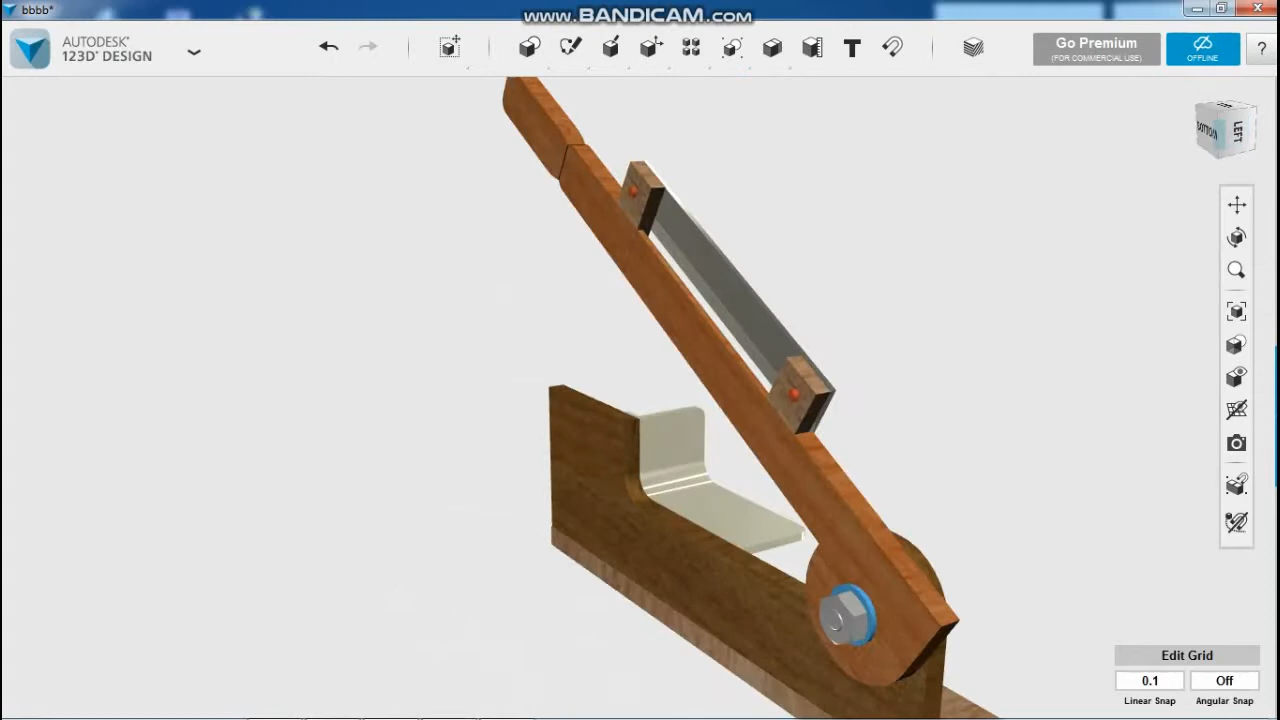 bbbb*
www.BANDICAM.com
AUTODESK®
123D® DESIGN
T
Go Premium
(FOR COMMERCIAL USE)
OFFLINE
?
BOTTOM
LEFT
Edit Grid
0.1
Off
Linear Snap
Angular Snap